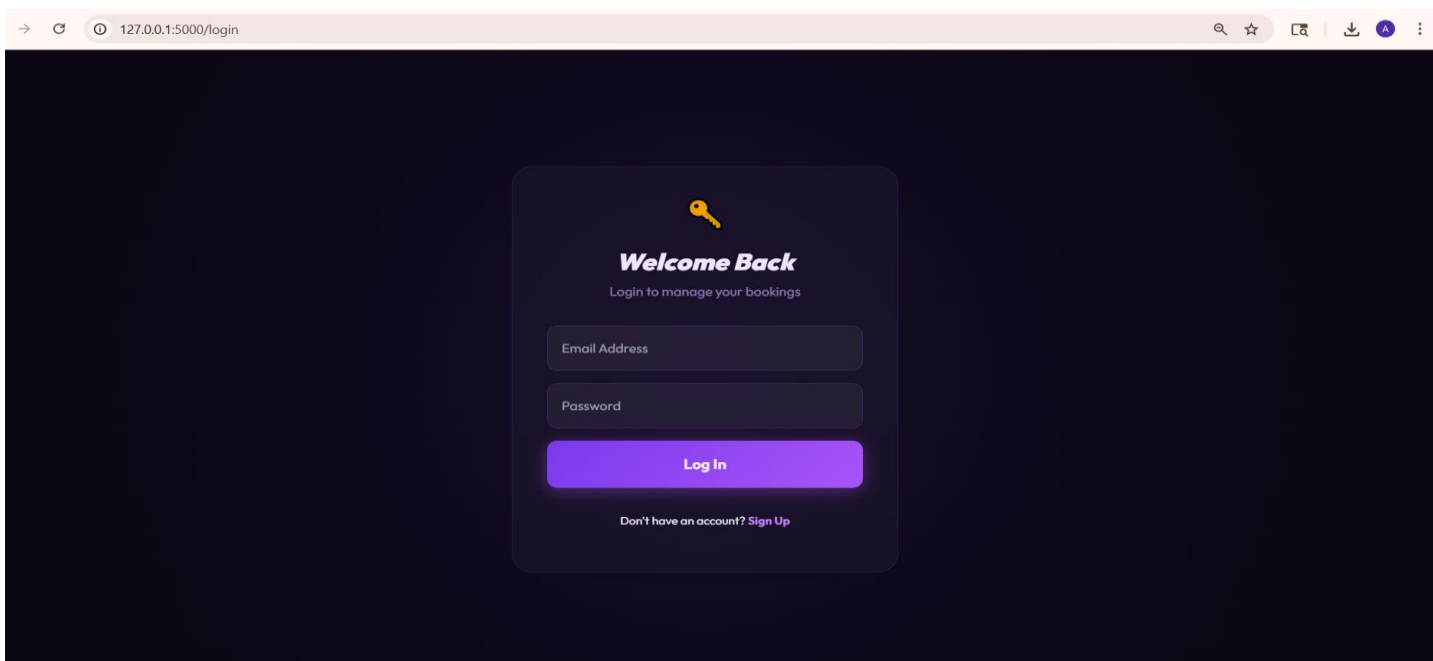 127.0.0.1:5000/login
A
Welcome Back
Login to manage your bookings
Email Address
Password
Log In
Don't have an account? Sign Up